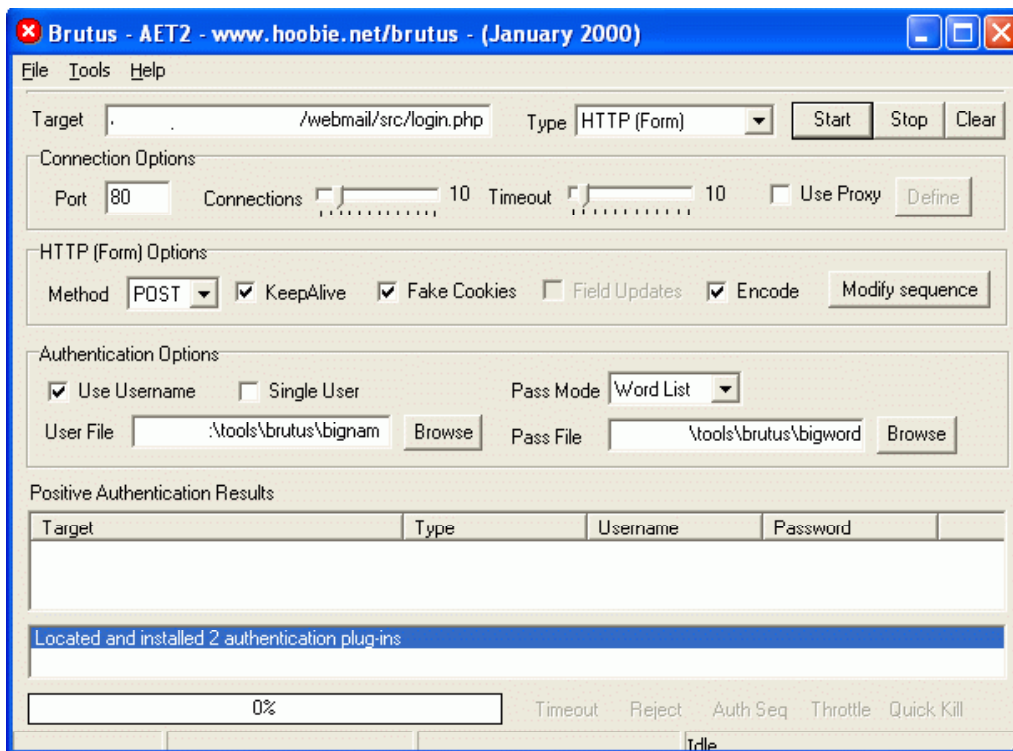 Brutus - AET2 - www.hoobie.net/brutus - (January 2000)
File Tools Help
Target /webmail/src/login.php Type HTTP (Form) Start Stop Clear
Connection Options
Port 80 Connections 10 Timeout 10 Use Proxy Define
HTTP (Form) Options
Method POST KeepAlive Fake Cookies Field Updates Encode Modify sequence
Authentication Options
Use Username Single User Pass Mode Word List
User File :\tools\brutus\bignam Browse Pass File \tools\brutus\bigword Browse
Positive Authentication Results
Target Type Username Password
Located and installed 2 authentication plug-ins
0% Timeout Reject Auth Seq Throttle Quick Kill
Idle